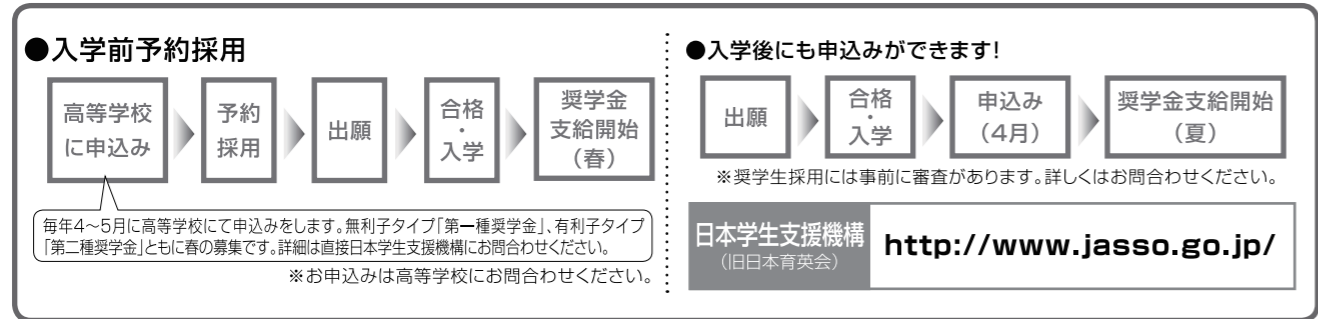 ●入学前予約採用
高等学校
に申込み
予約
採用
出願
合格
・
入学
奨学金
支給開始
(春)
毎年4～5月に高等学校にて申込みをします。無利子タイプ「第一種奨学金」、有利子タイプ
「第二種奨学金」ともに春の募集です。詳細は直接日本学生支援機構にお問合わせください。
※お申込みは高等学校にお問合わせください。
●入学後にも申込みができます!
出願
合格
・
入学
申込み
(4月)
奨学金支給開始
(夏)
※奨学生採用には事前に審査があります。詳しくはお問合わせください。
日本学生支援機構
(旧日本育英会)
http://www.jasso.go.jp/